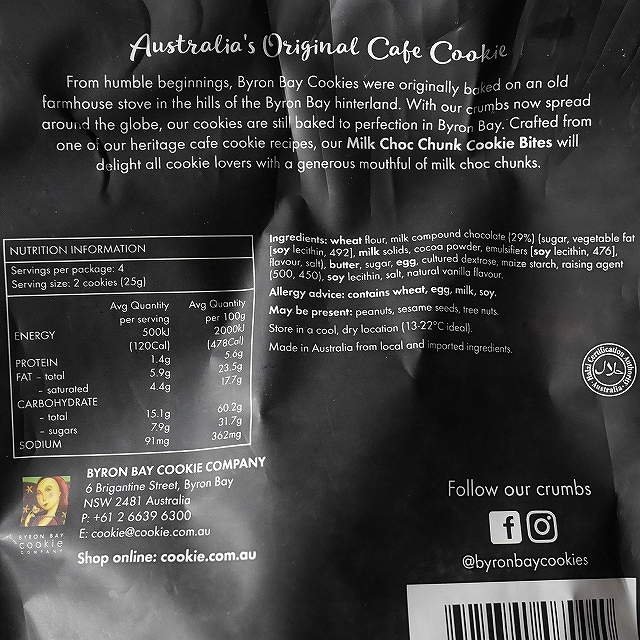 Australia's Original Cafe Cookie
From humble beginnings, Byron Bay Cookies were originally baked on an old
farmhouse stove in the hills of the Byron Bay hinterland. With our crumbs now spread
around the globe, our cookies are still baked to perfection in Byron Bay. Crafted from
one of our heritage cafe cookie recipes, our Milk Choc Chunk Cookie Bites will
delight all cookie lovers with a generous mouthful of milk choc chunks.
NUTRITION INFORMATION
Servings per package: 4
Serving size: 2 cookies (25g)
Avg Quantity Avg Quantity
per serving per 100g
ENERGY 500kJ 2000kJ
(120Cal) (478Cal)
PROTEIN 1.4g 5.6g
FAT – total 5.9g 23.5g
– saturated 4.4g 17.7g
CARBOHYDRATE
– total 15.1g 60.2g
– sugars 7.9g 31.7g
SODIUM 91mg 362mg
Ingredients: wheat flour, milk compound chocolate (29%) (sugar, vegetable fat
[soy lecithin, 492], milk solids, cocoa powder, emulsifiers [soy lecithin, 476],
flavour, salt), butter, sugar, egg, cultured dextrose, maize starch, raising agent
(500, 450), soy lecithin, salt, natural vanilla flavour.
Allergy advice: contains wheat, egg, milk, soy.
May be present: peanuts, sesame seeds, tree nuts.
Store in a cool, dry location (13-22°C ideal).
Made in Australia from local and imported ingredients.
Halal Certification Authority
Australia
BYRON BAY COOKIE COMPANY
6 Brigantine Street, Byron Bay
NSW 2481 Australia
P: +61 2 6639 6300
E: cookie@cookie.com.au
Shop online: cookie.com.au
BYRON BAY
cookie
COMPANY
Follow our crumbs
@byronbaycookies